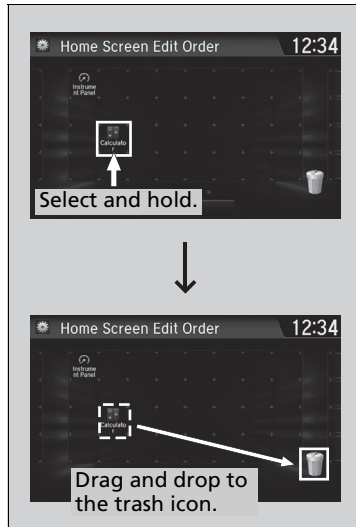 Home Screen Edit Order
12:34
Instrume
nt Panel
Calculato
r
Select and hold.
Home Screen Edit Order
12:34
Instrume
nt Panel
Calculato
r
Drag and drop to
the trash icon.